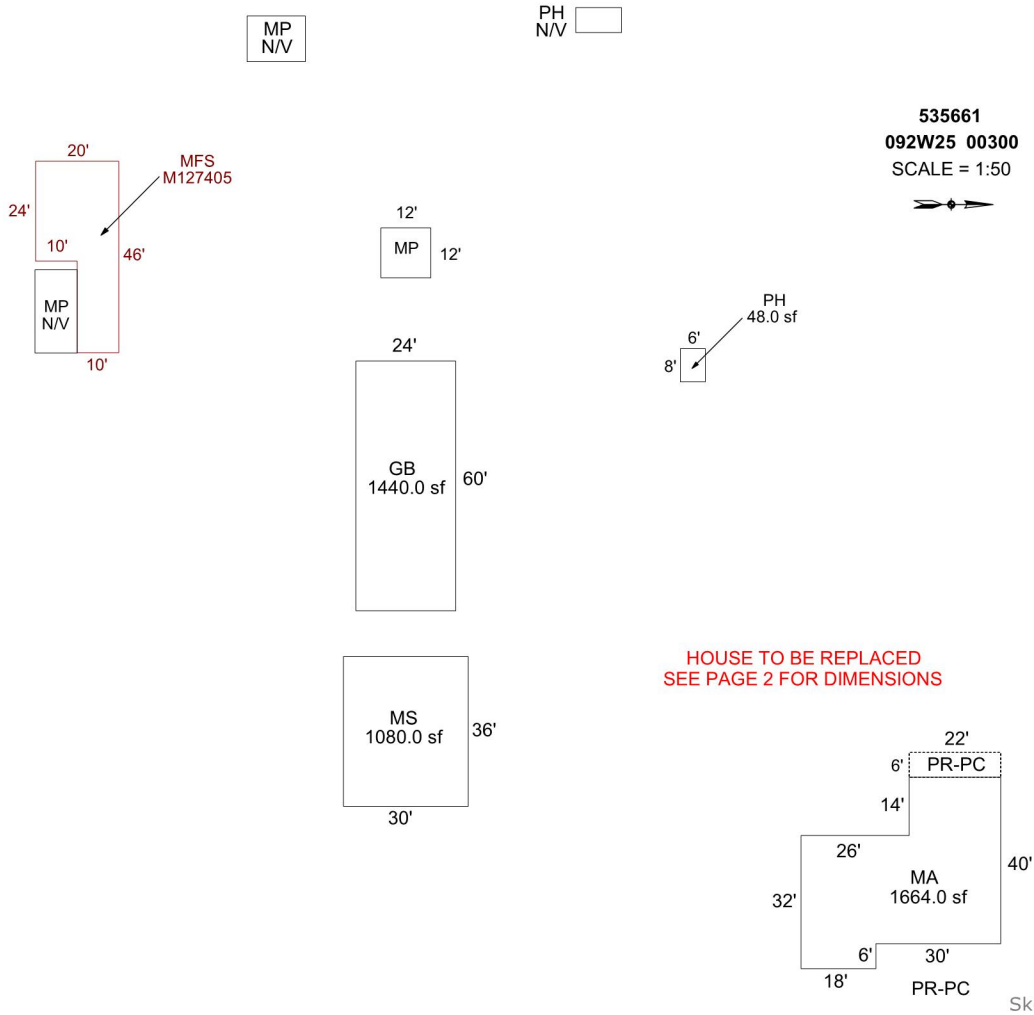 MP
N/V
PH
N/V
535661
092W25 00300
SCALE = 1:50
20'
MFS
M127405
24'
10'
46'
MP
N/V
10'
12'
MP
12'
PH
48.0 sf
6'
8'
24'
GB
1440.0 sf
60'
HOUSE TO BE REPLACED
SEE PAGE 2 FOR DIMENSIONS
MS
1080.0 sf
36'
30'
22'
6'
PR-PC
14'
26'
40'
MA
1664.0 sf
32'
6'
30'
18'
PR-PC
Sk